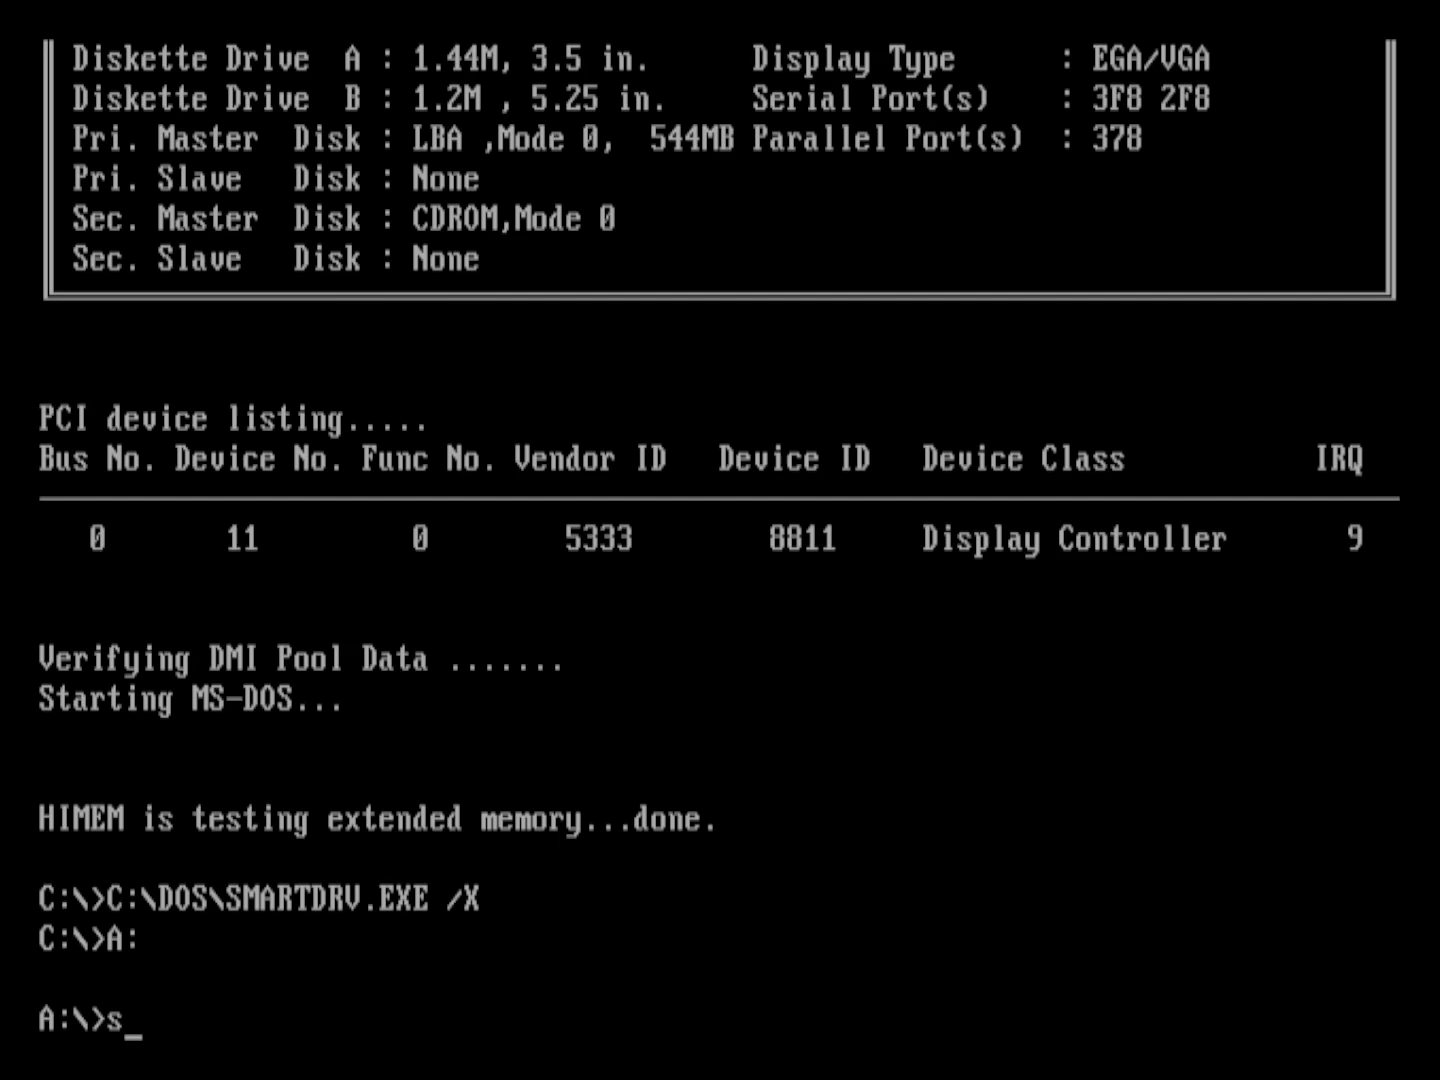 Diskette Drive  A : 1.44M, 3.5 in.      Display Type      : EGA/VGA
Diskette Drive  B : 1.2M , 5.25 in.     Serial Port(s)    : 3F8 2F8
Pri. Master  Disk : LBA ,Mode 0,  544MB Parallel Port(s)  : 378
Pri. Slave   Disk : None
Sec. Master  Disk : CDROM,Mode 0
Sec. Slave   Disk : None
PCI device listing.....
Bus No. Device No. Func No. Vendor ID   Device ID   Device Class           IRQ
0       11         0        5333        8811     Display Controller       9
Verifying DMI Pool Data .......
Starting MS-DOS...
HIMEM is testing extended memory...done.
C:\>C:\DOS\SMARTDRV.EXE /X
C:\>A:
A:\>s_